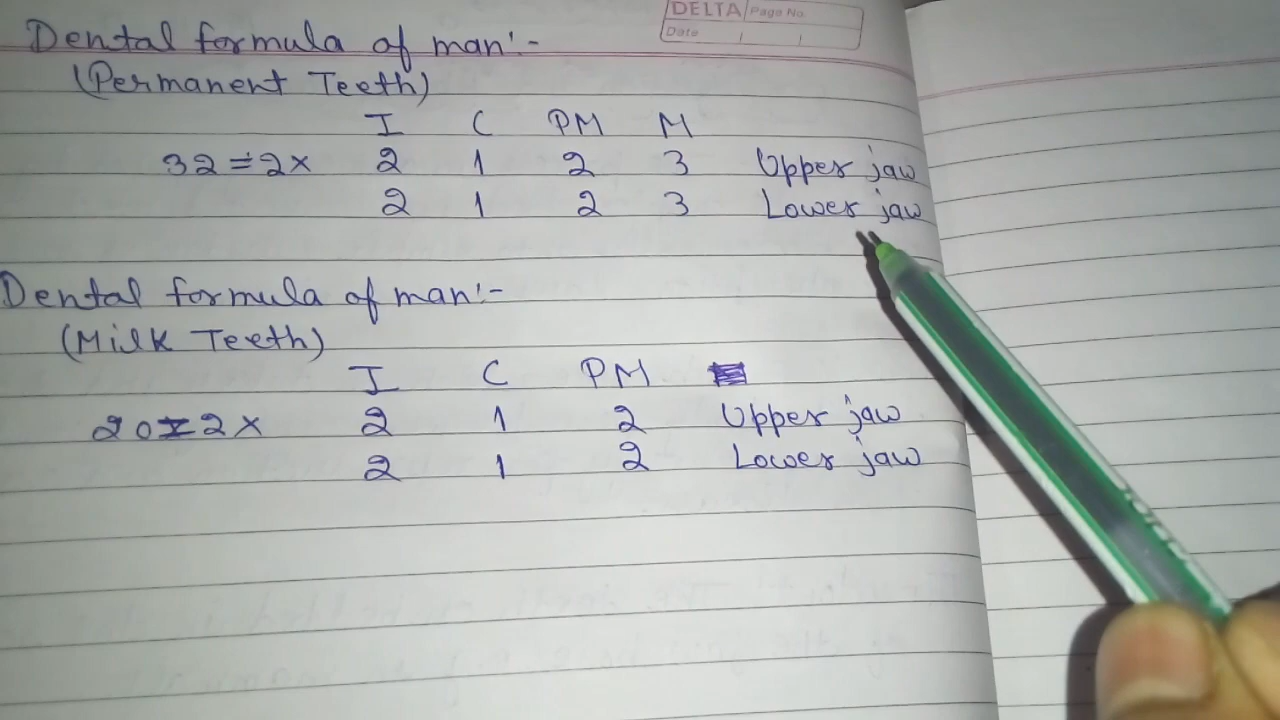 DELTA Page No.
Date
Dental formula of man:-
(Permanent Teeth)
I C PM M
32 = 2 x 2 1 2 3 Upper jaw
2 1 2 3 Lower jaw
Dental formula of man:-
(Milk Teeth)
I C PM
20 = 2 x 2 1 2 Upper jaw
2 1 2 Lower jaw